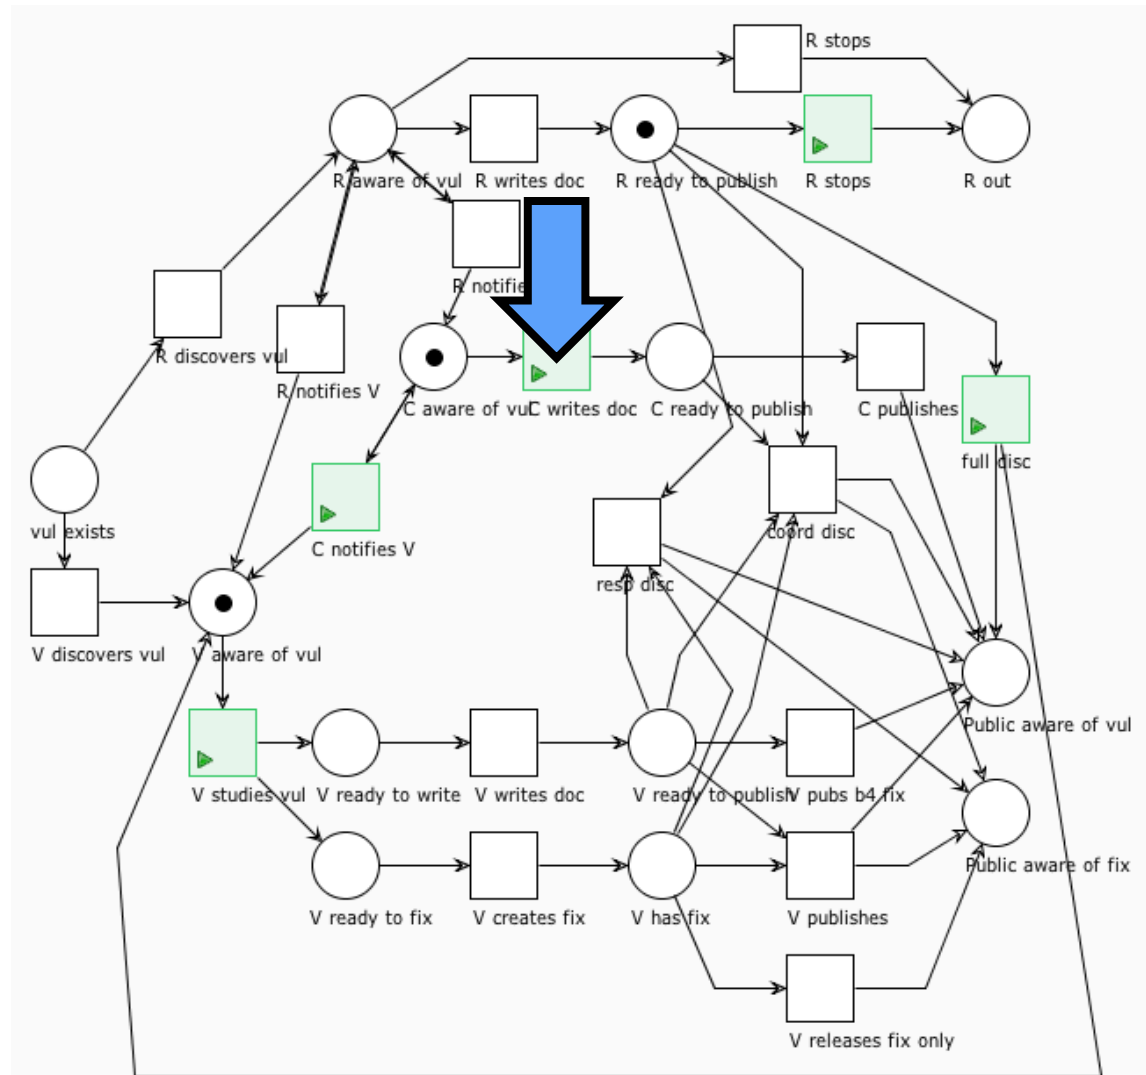 R stops
R aware of vul
R writes doc
R ready to publish
R stops
R out
R notifie
R discovers vul
R notifies V
C aware of vul
C writes doc
C ready to publish
C publishes
full disc
vul exists
C notifies V
coord disc
resp disc
V discovers vul
V aware of vul
Public aware of vul
V studies vul
V ready to write
V writes doc
V ready to publish
V pubs b4 fix
Public aware of fix
V ready to fix
V creates fix
V has fix
V publishes
V releases fix only